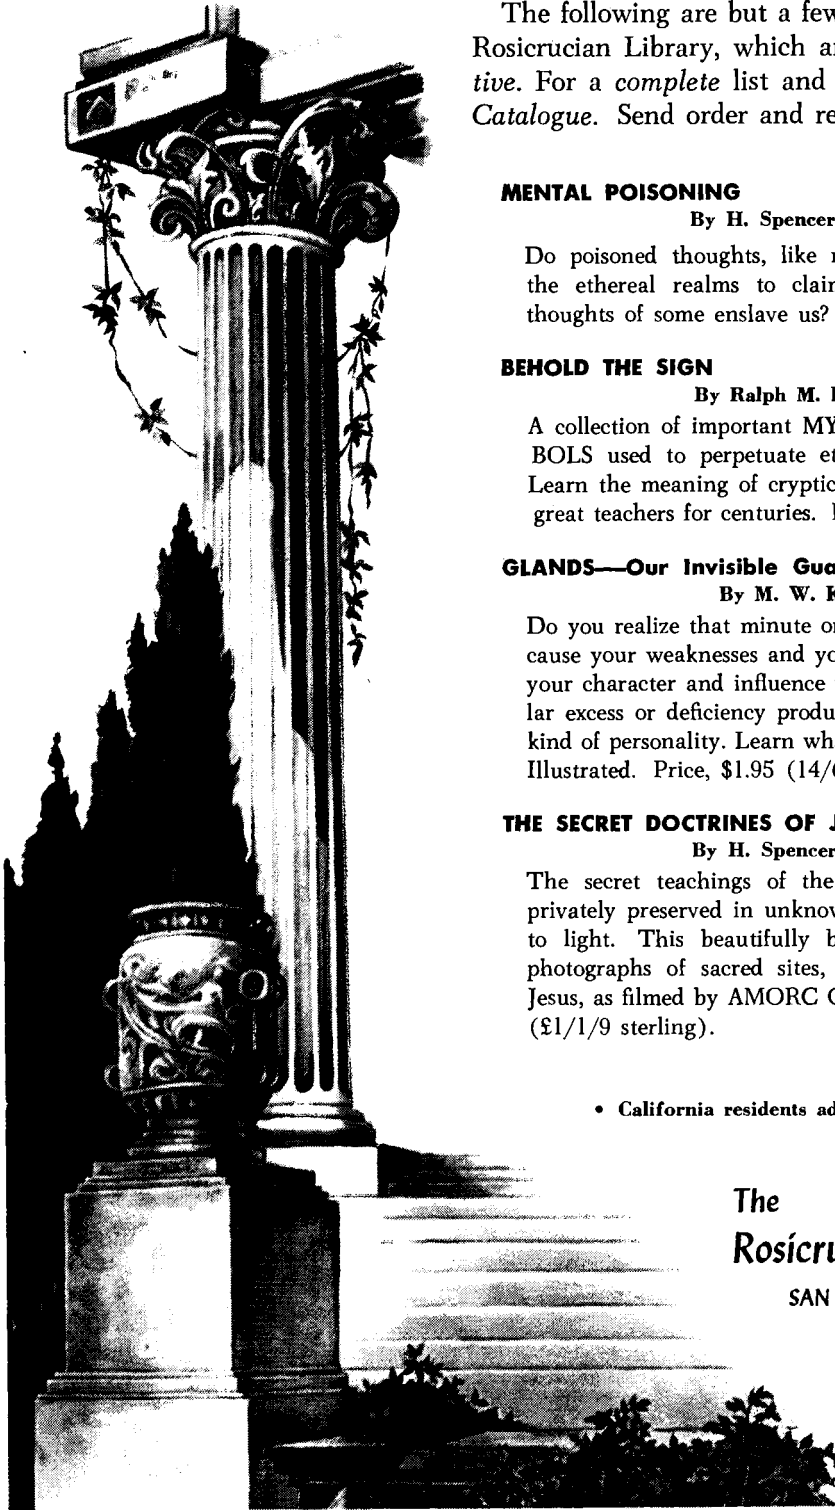 The following are but a few
Rosicrucian Library, which a
tive. For a complete list and
Catalogue. Send order and re
MENTAL POISONING
By H. Spencer
Do poisoned thoughts, like
the ethereal realms to clai
thoughts of some enslave us?
BEHOLD THE SIGN
By Ralph M.
A collection of important MY
BOLS used to perpetuate et
Learn the meaning of cryptic
great teachers for centuries.
GLANDS—Our Invisible Gua
By M. W. K
Do you realize that minute o
cause your weaknesses and yo
your character and influence
lar excess or deficiency produ
kind of personality. Learn wh
Illustrated. Price, $1.95 (14/6
THE SECRET DOCTRINES OF J
By H. Spencer
The secret teachings of the
privately preserved in unknow
to light. This beautifully b
photographs of sacred sites,
Jesus, as filmed by AMORC C
(£1/1/9 sterling).
• California residents ad
The
Rosicru
SAN